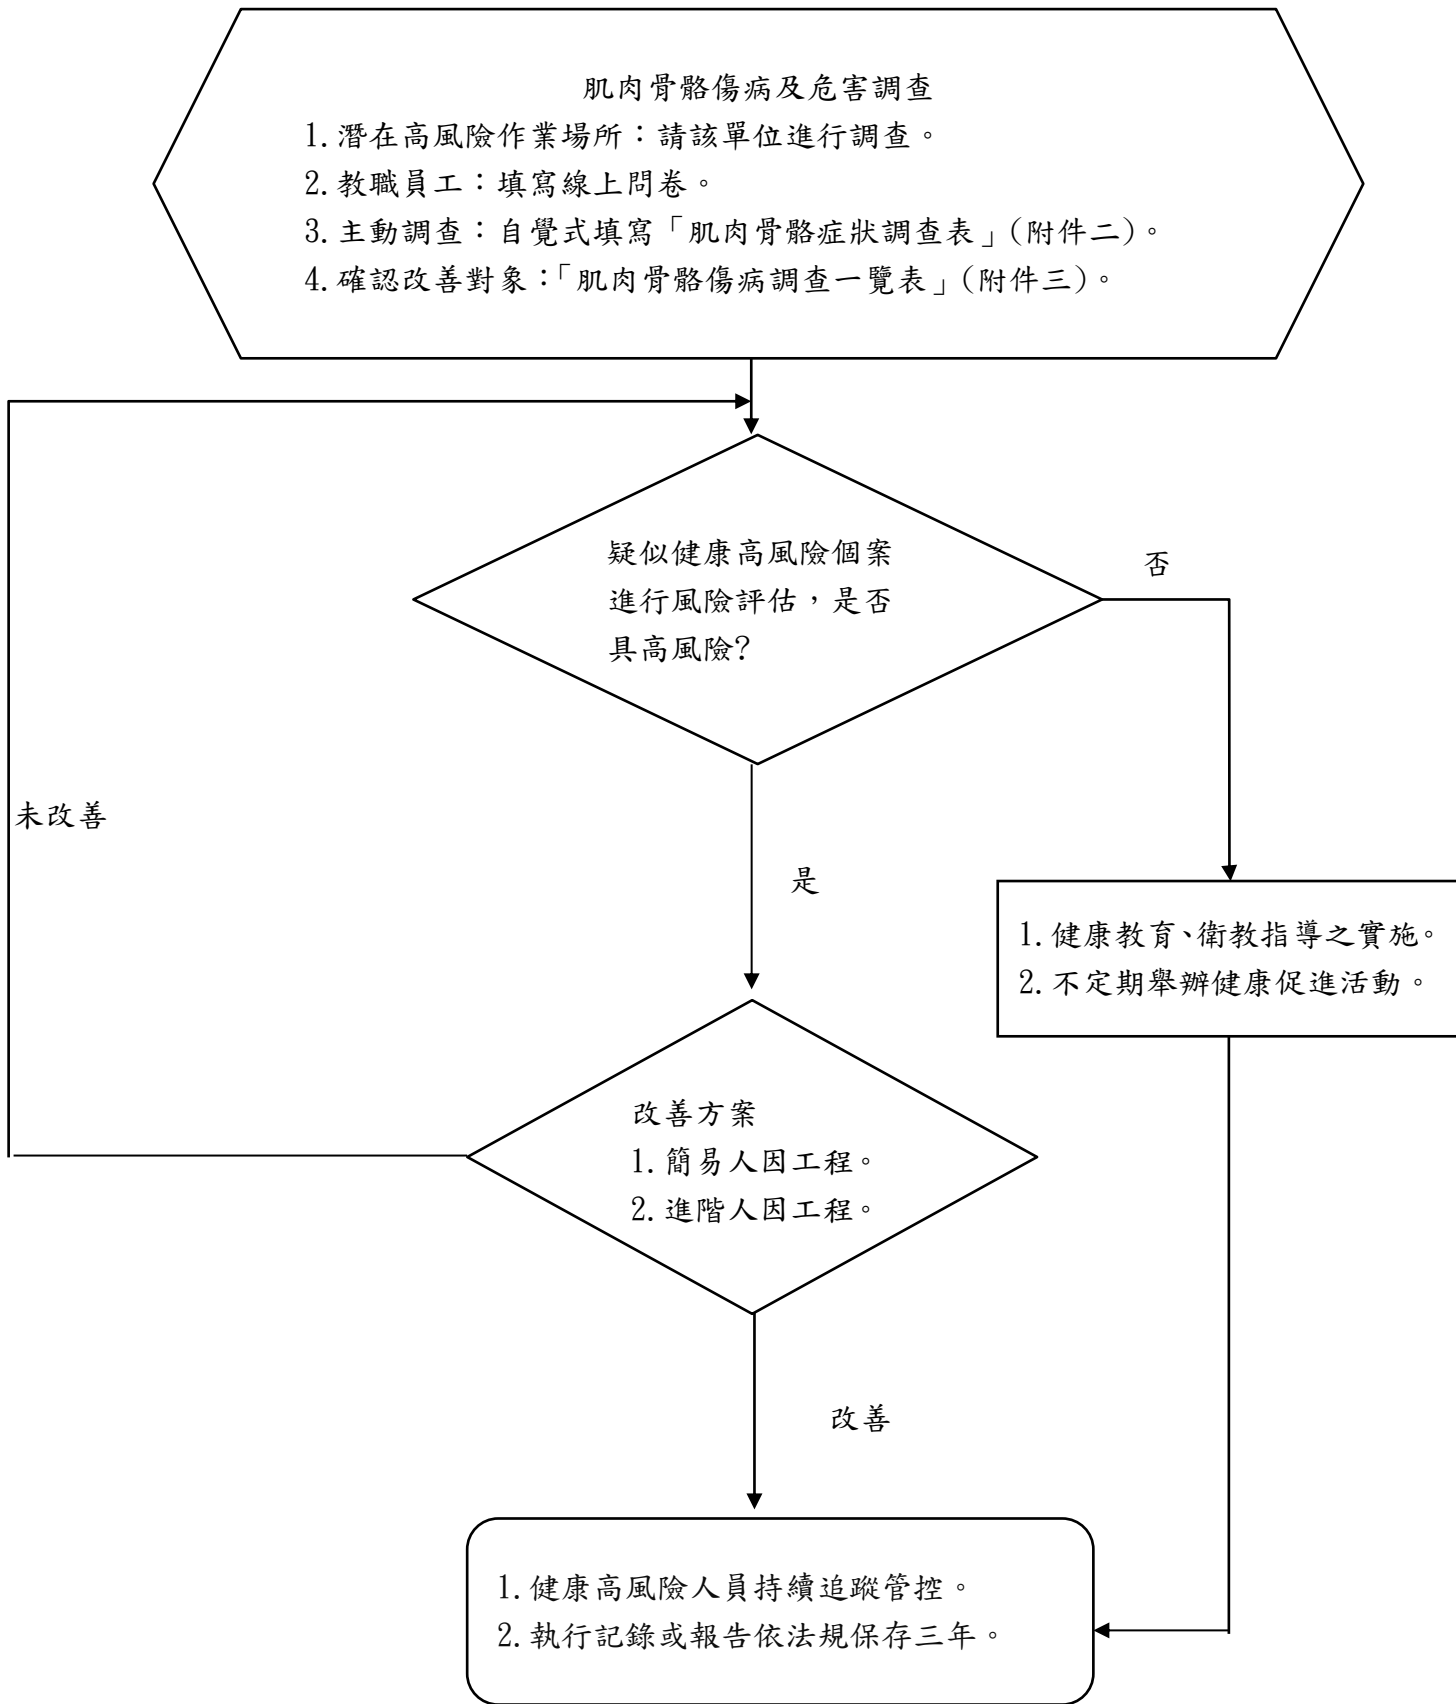 肌肉骨骼傷病及危害調查
1.潛在高風險作業場所：請該單位進行調查。
2.教職員工：填寫線上問卷。
3.主動調查：自覺式填寫「肌肉骨骼症狀調查表」(附件二)。
4.確認改善對象：「肌肉骨骼傷病調查一覽表」(附件三)。
疑似健康高風險個案
進行風險評估，是否
具高風險?
否
未改善
是
1.健康教育、衛教指導之實施。
2.不定期舉辦健康促進活動。
改善方案
1.簡易人因工程。
2.進階人因工程。
改善
1.健康高風險人員持續追蹤管控。
2.執行記錄或報告依法規保存三年。